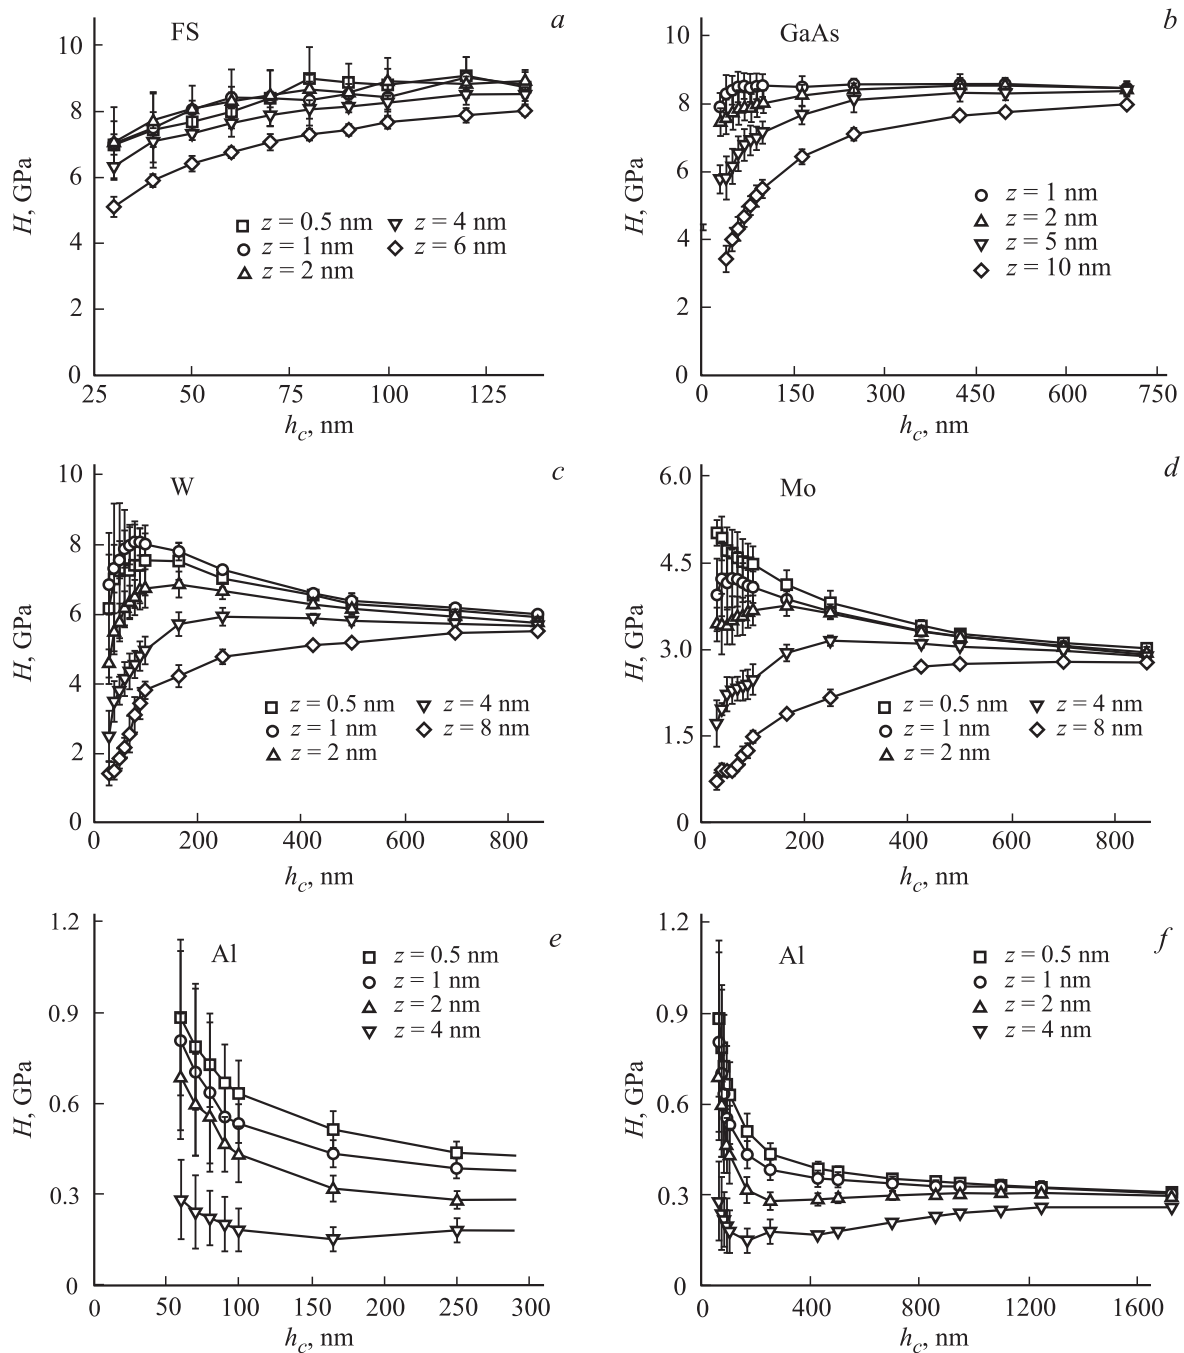 a
FS
10
8
6
4
2
0
H, GPa
z = 0.5 nm
z = 1 nm
z = 2 nm
z = 4 nm
z = 6 nm
25 50 75 100 125
h_c, nm
b
GaAs
10
8
6
4
2
0
H, GPa
z = 1 nm
z = 2 nm
z = 5 nm
z = 10 nm
0 150 300 450 600 750
h_c, nm
c
W
10
8
6
4
2
0
H, GPa
z = 0.5 nm
z = 1 nm
z = 2 nm
z = 4 nm
z = 8 nm
0 200 400 600 800
h_c, nm
d
Mo
6.0
4.5
3.0
1.5
0
H, GPa
z = 0.5 nm
z = 1 nm
z = 2 nm
z = 4 nm
z = 8 nm
0 200 400 600 800
h_c, nm
e
Al
1.2
0.9
0.6
0.3
0
H, GPa
z = 0.5 nm
z = 1 nm
z = 2 nm
z = 4 nm
0 50 100 150 200 250 300
h_c, nm
f
Al
1.2
0.9
0.6
0.3
0
H, GPa
z = 0.5 nm
z = 1 nm
z = 2 nm
z = 4 nm
0 400 800 1200 1600
h_c, nm